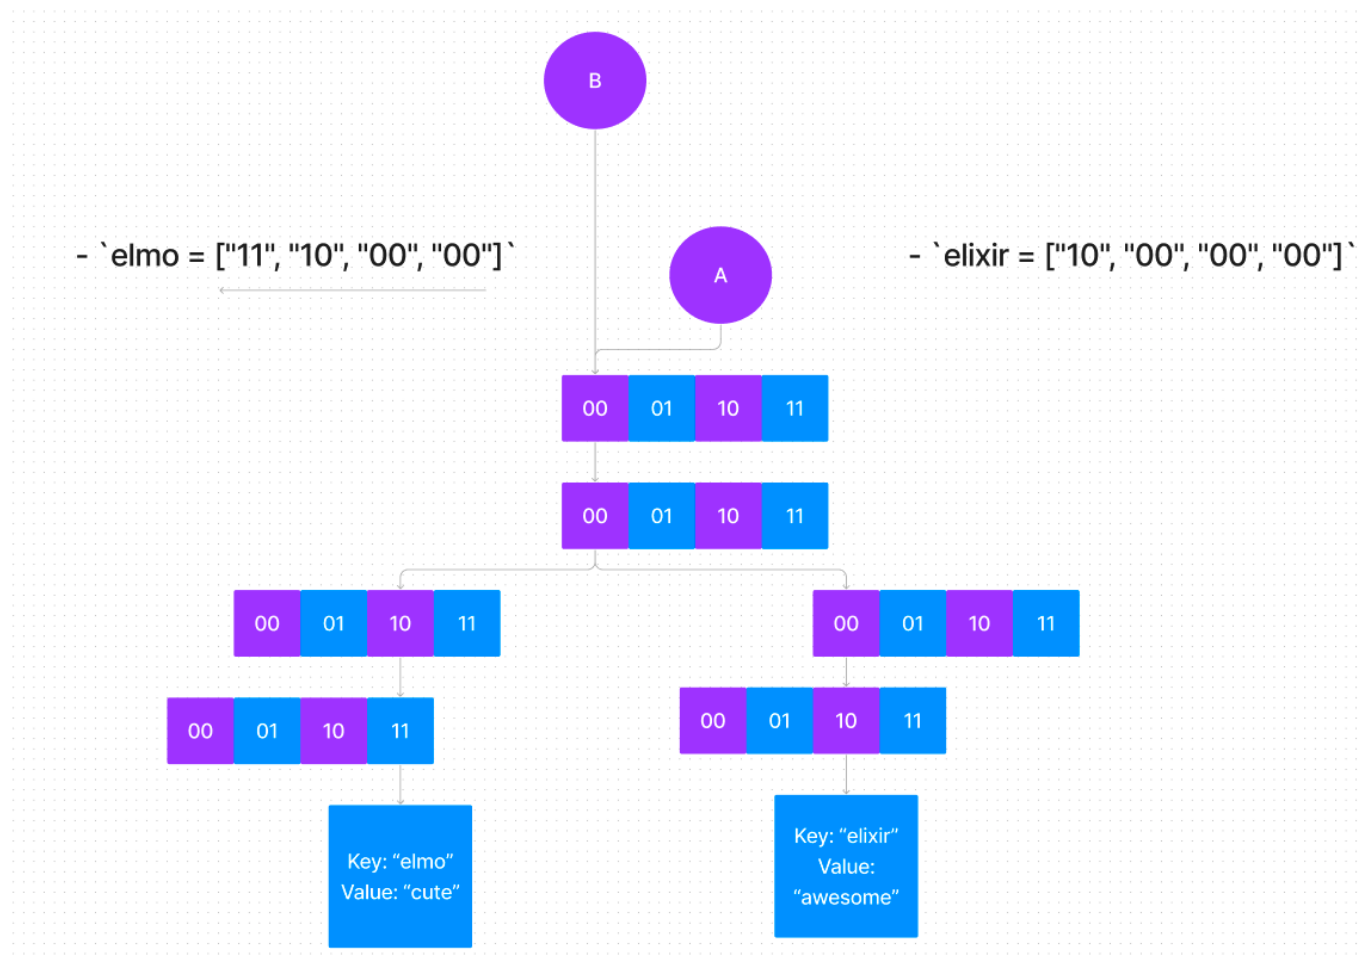 B
- `elmo = ["11", "10", "00", "00"]`
A
- `elixir = ["10", "00", "00", "00"]`
00 01 10 11
00 01 10 11
00 01 10 11
00 01 10 11
00 01 10 11
00 01 10 11
Key: “elmo”
Value: “cute”
Key: “elixir”
Value:
“awesome”